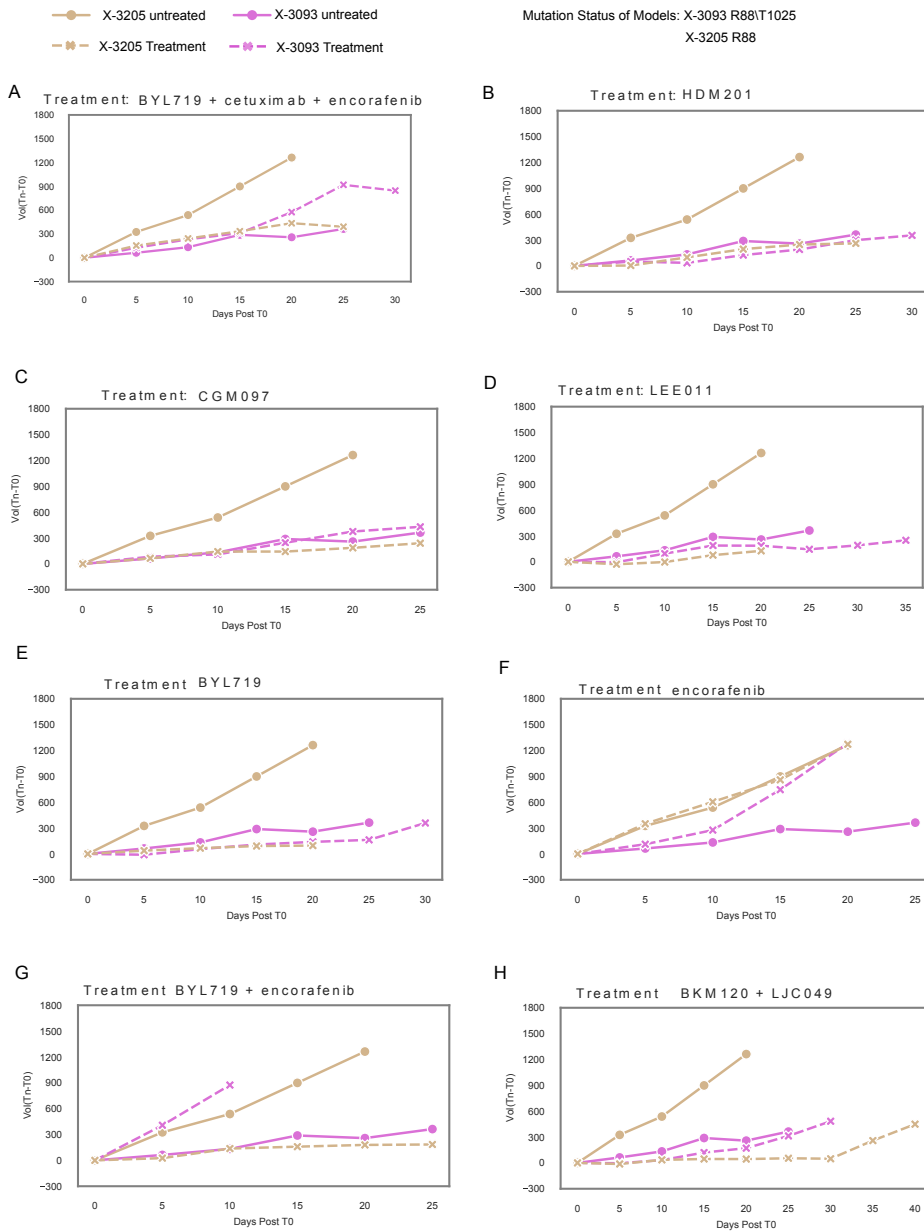 X-3205 untreated
X-3093 untreated
Mutation Status of Models: X-3093 R88\T1025
X-3205 Treatment
X-3093 Treatment
X-3205 R88
A
Treatment: BYL719 + cetuximab + encorafenib
1800
1500
1200
900
600
300
0
−300
Vol(Tn-T0)
0 5 10 15 20 25 30
Days Post T0
B
Treatment: HDM201
1800
1500
1200
900
600
300
0
−300
Vol(Tn-T0)
0 5 10 15 20 25 30
Days Post T0
C
Treatment: CGM097
1800
1500
1200
900
600
300
0
−300
Vol(Tn-T0)
0 5 10 15 20 25
Days Post T0
D
Treatment: LEE011
1800
1500
1200
900
600
300
0
−300
Vol(Tn-T0)
0 5 10 15 20 25 30 35
Days Post T0
E
Treatment BYL719
1800
1500
1200
900
600
300
0
−300
Vol(Tn-T0)
0 5 10 15 20 25 30
Days Post T0
F
Treatment encorafenib
1800
1500
1200
900
600
300
0
−300
Vol(Tn-T0)
0 5 10 15 20 25
Days Post T0
G
Treatment BYL719 + encorafenib
1800
1500
1200
900
600
300
0
−300
Vol(Tn-T0)
0 5 10 15 20 25
Days Post T0
H
Treatment BKM120 + LJC049
1800
1500
1200
900
600
300
0
−300
Vol(Tn-T0)
0 5 10 15 20 25 30 35 40
Days Post T0